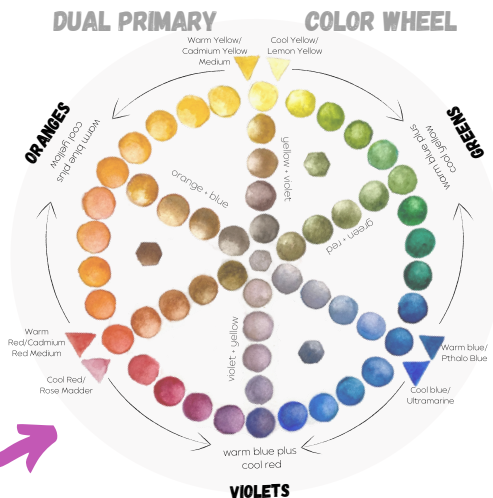 DUAL PRIMARY COLOR WHEEL
Warm Yellow/
Cadmium Yellow
Medium
Cool Yellow/
Lemon Yellow
ORANGES
warm blue plus
cool yellow
GREENS
warm blue plus
cool yellow
yellow + violet
orange + blue
green + red
violet + yellow
Warm
Red/Cadmium
Red Medium
Cool Red/
Rose Madder
Warm blue/
Pthalo Blue
Cool blue/
Ultramarine
warm blue plus
cool red
VIOLETS